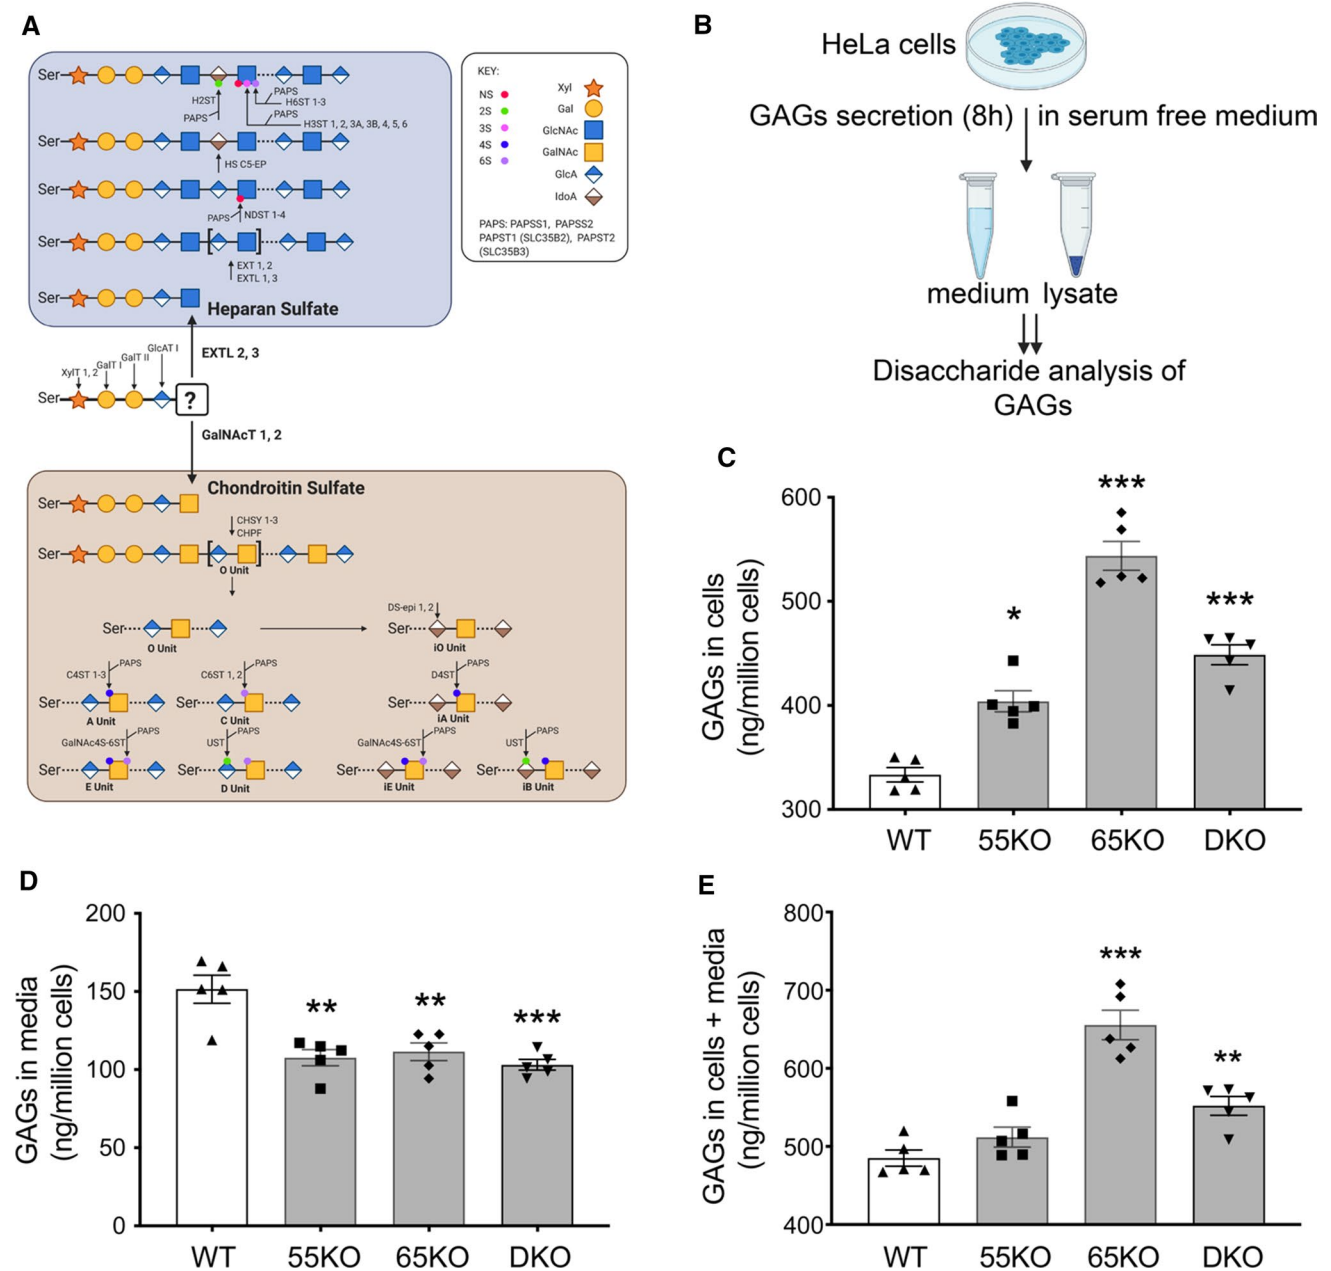 A
Ser
H2ST
PAPS
PAPS
H6ST 1-3
PAPS
H3ST 1, 2, 3A, 3B, 4, 5, 6
Ser
HS C5-EP
Ser
PAPS
NDST 1-4
Ser
EXT 1, 2
EXTL 1, 3
Ser
Heparan Sulfate
KEY:
NS
2S
3S
4S
6S
Xyl
Gal
GlcNAc
GalNAc
GlcA
IdoA
PAPS: PAPSS1, PAPSS2
PAPST1 (SLC35B2), PAPST2
(SLC35B3)
EXTL 2, 3
XylT 1, 2
GalT I
GalT II
GlcAT I
Ser
?
GalNAcT 1, 2
Chondroitin Sulfate
Ser
CHSY 1-3
CHPF
Ser
O Unit
DS-epi 1, 2
Ser
O Unit
Ser
iO Unit
C4ST 1-3
PAPS
C6ST 1, 2
PAPS
D4ST
PAPS
Ser
A Unit
Ser
C Unit
Ser
iA Unit
GalNAc4S-6ST
PAPS
UST
PAPS
GalNAc4S-6ST
PAPS
UST
PAPS
Ser
E Unit
Ser
D Unit
Ser
iE Unit
Ser
iB Unit
B
HeLa cells
GAGs secretion (8h)
in serum free medium
medium lysate
Disaccharide analysis of
GAGs
C
GAGs in cells
(ng/million cells)
600
500
400
300
*
***
***
WT 55KO 65KO DKO
D
GAGs in media
(ng/million cells)
200
150
100
50
0
**
**
***
WT 55KO 65KO DKO
E
GAGs in cells + media
(ng/million cells)
800
700
600
500
400
***
**
WT 55KO 65KO DKO